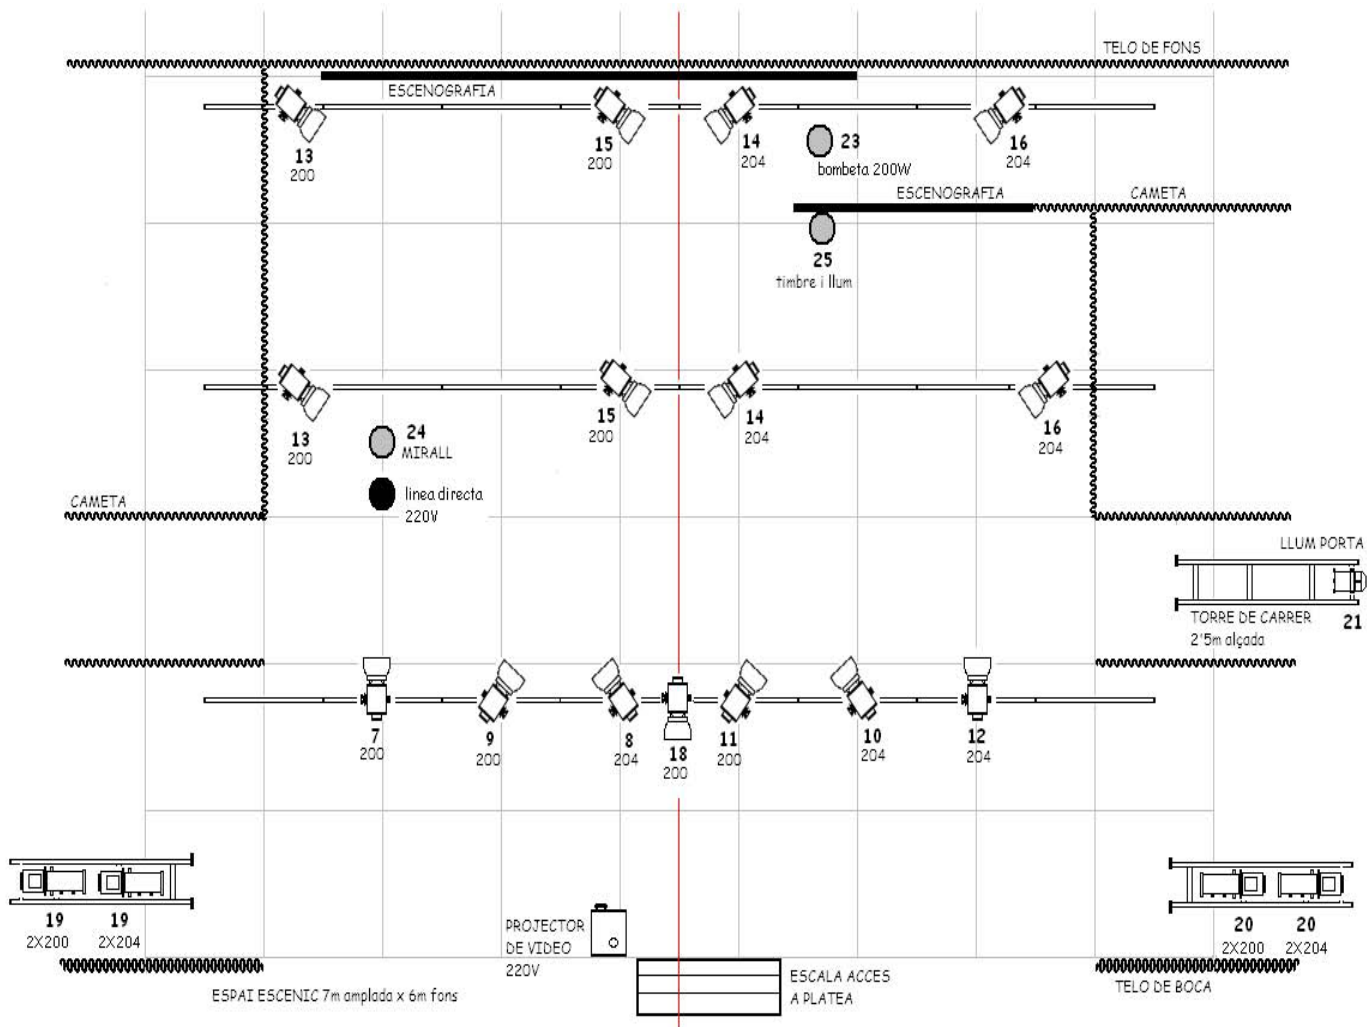 TELO DE FONS
ESCENOGRAFIA
13
200
15
200
14
204
23
bombeta 200W
16
204
ESCENOGRAFIA
CAMETA
25
timbre i llum
13
200
24
MIRALL
15
200
14
204
16
204
linea directa
220V
CAMETA
LLUM PORTA
TORRE DE CARRER
2'5m alçada
21
7
200
9
200
8
204
18
200
11
200
10
204
12
204
19
2X200
19
2X204
PROJECTOR
DE VIDEO
220V
20
2X200
20
2X204
ESCALA ACCES
A PLATEA
TELO DE BOCA
ESPAI ESCENIC 7m amplada x 6m fons